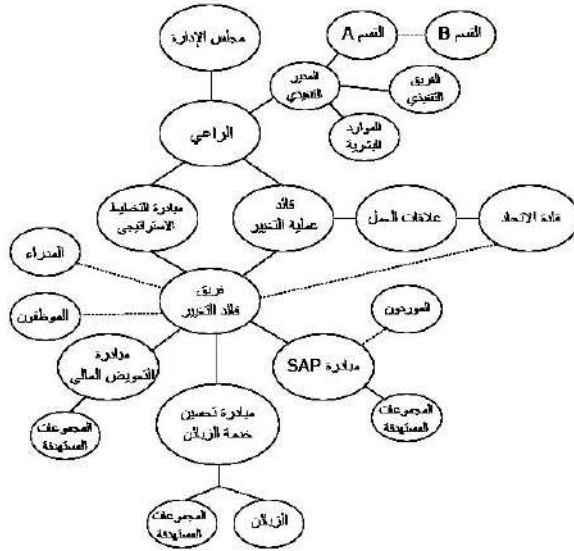 مجلس الإدارة
القسم A
القسم B
المدير
التنفيذي
الفريق
التنفيذي
الموارد
البشرية
الراعي
مبادرة التخطيط
الاستراتيجي
قائد
عملية التغيير
علاقات العمل
قادة الاتحاد
المدراء
الموظفون
فريق
قائد التغيير
الموردون
مبادرة
التعويض المالي
مبادرة SAP
المجموعات
المستهدفة
مبادرة تحسين
خدمة الزبائن
المجموعات
المستهدفة
المجموعات
المستهدفة
الزبائن